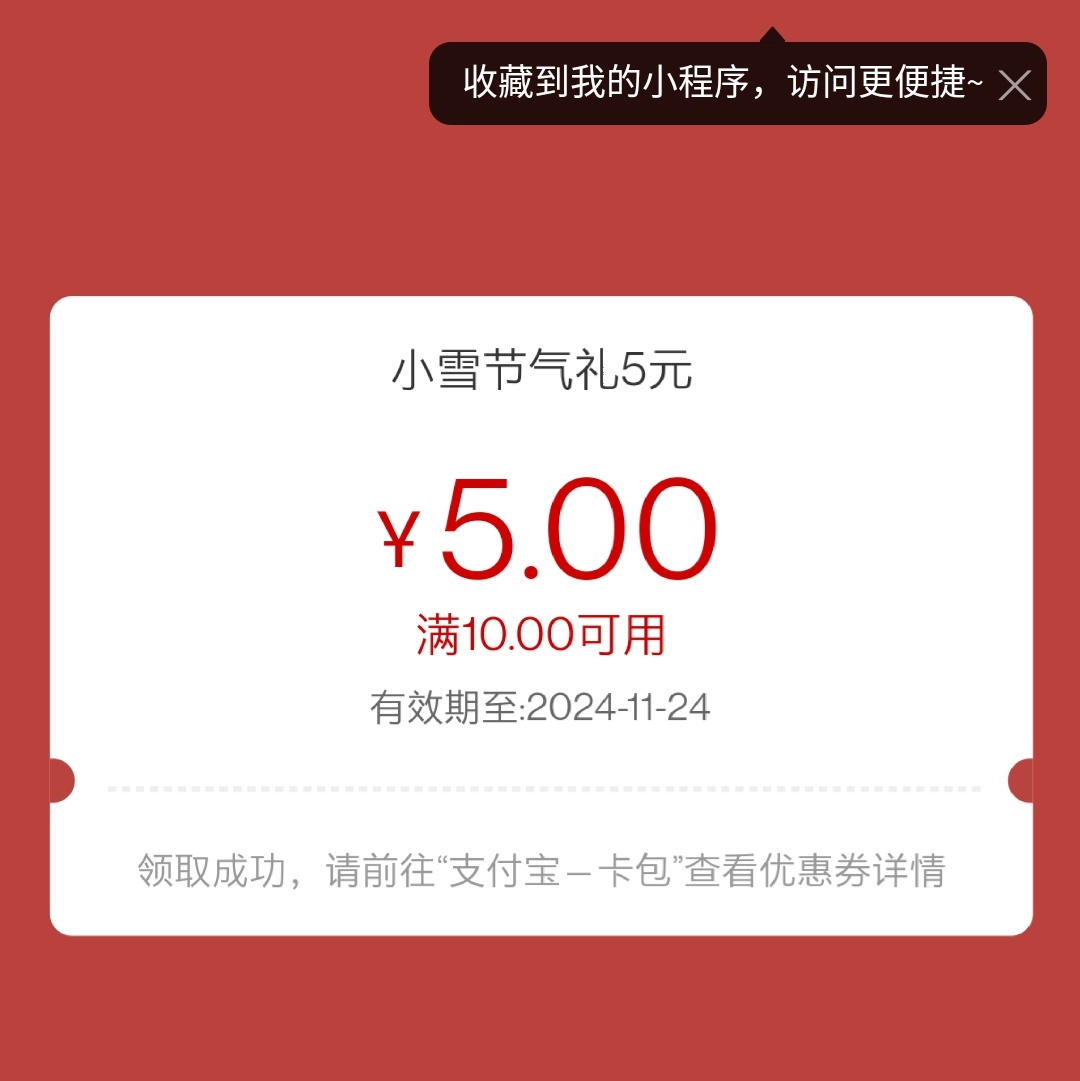 收藏到我的小程序，访问更便捷~
小雪节气礼5元
¥5.00
满10.00可用
有效期至:2024-11-24
领取成功，请前往“支付宝－卡包”查看优惠券详情